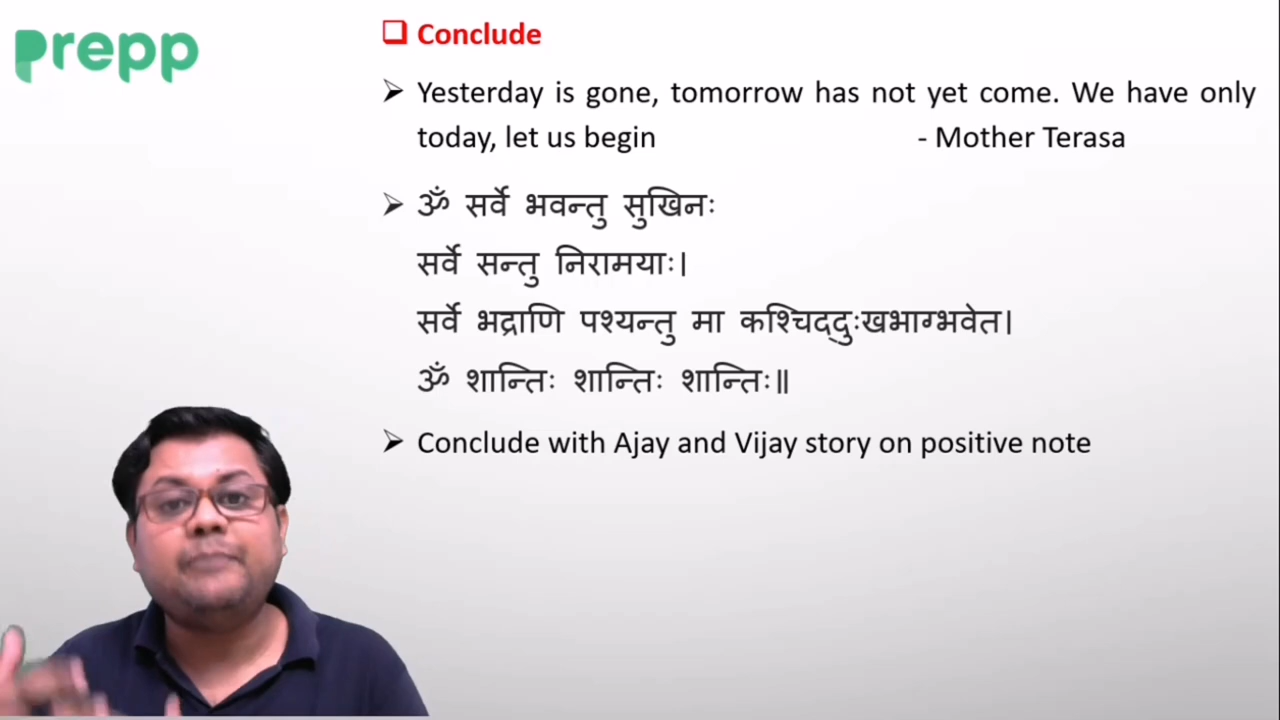 prepp
Conclude
Yesterday is gone, tomorrow has not yet come. We have only
today, let us begin - Mother Terasa
ॐ सर्वे भवन्तु सुखिनः
सर्वे सन्तु निरामयाः।
सर्वे भद्राणि पश्यन्तु मा कश्चिद्दुःखभाग्भवेत।
ॐ शान्तिः शान्तिः शान्तिः॥
Conclude with Ajay and Vijay story on positive note